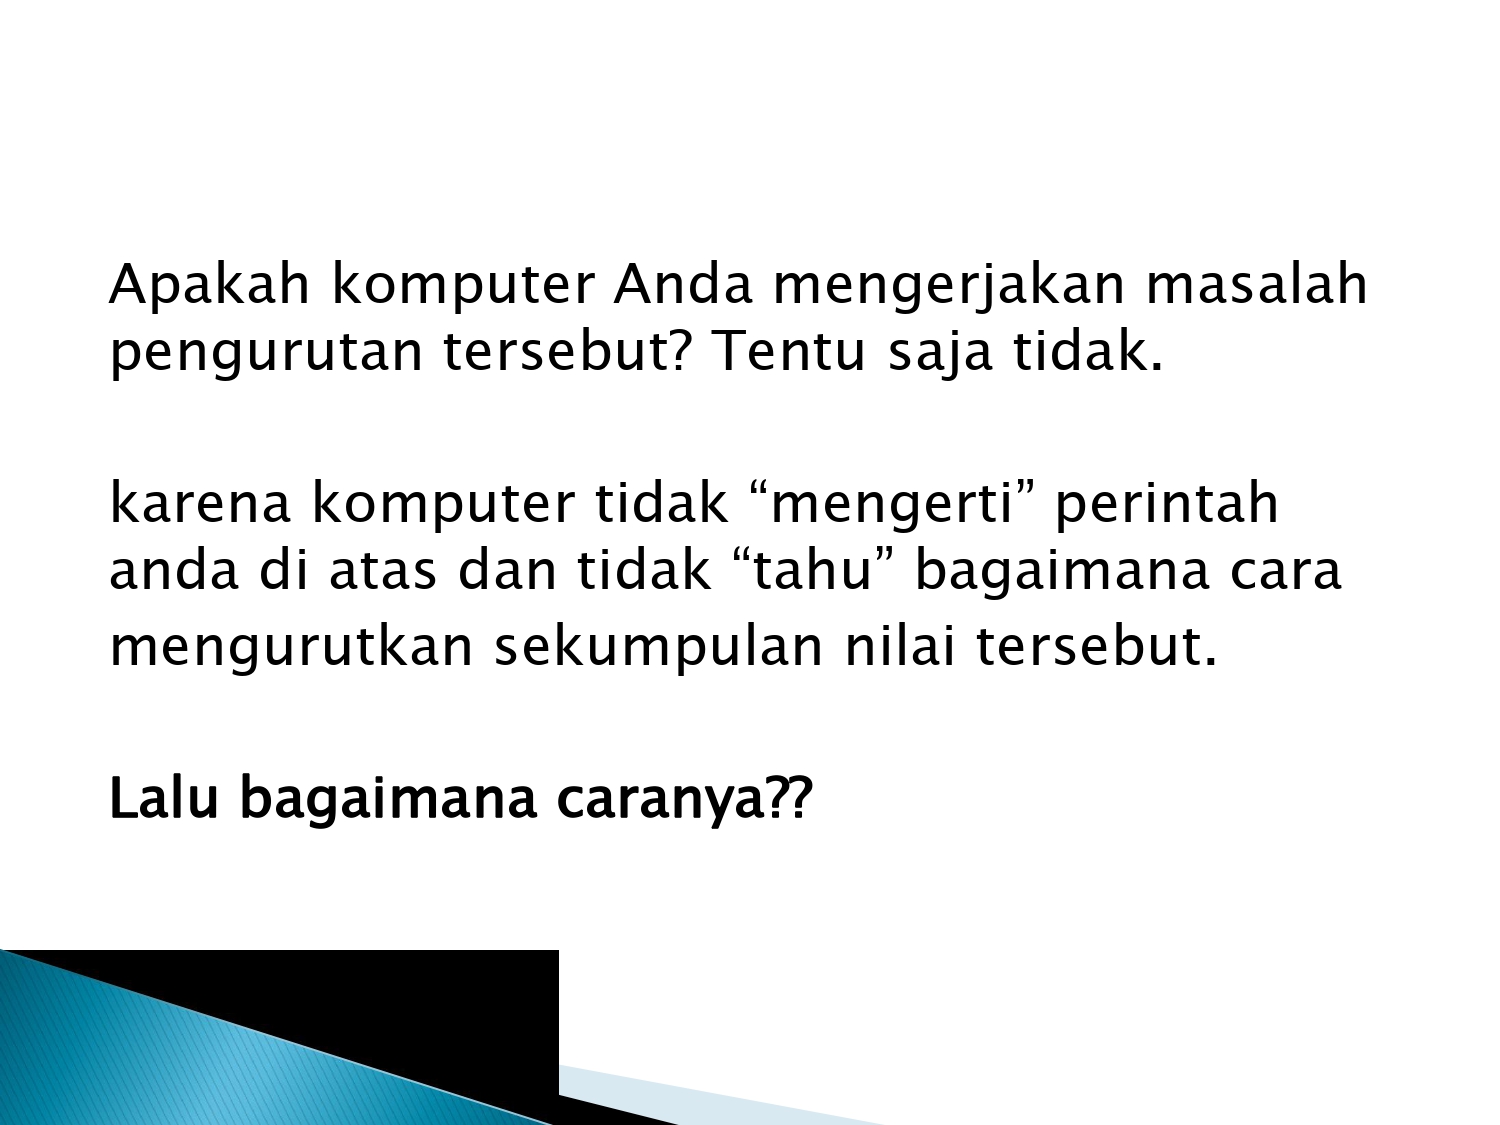 Apakah komputer Anda mengerjakan masalah
pengurutan tersebut? Tentu saja tidak.
karena komputer tidak “mengerti” perintah
anda di atas dan tidak “tahu” bagaimana cara
mengurutkan sekumpulan nilai tersebut.
Lalu bagaimana caranya??